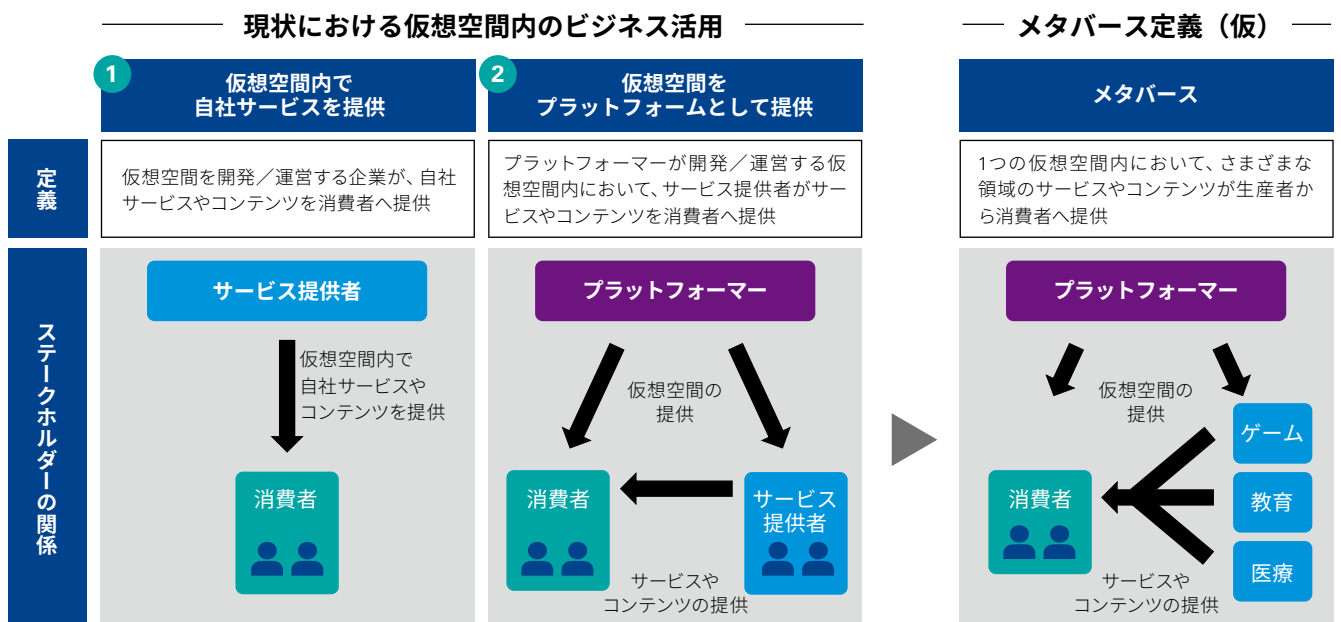 現状における仮想空間内のビジネス活用
メタバース定義（仮）
1
仮想空間内で
自社サービスを提供
2
仮想空間を
プラットフォームとして提供
メタバース
定義
仮想空間を開発／運営する企業が、自社
サービスやコンテンツを消費者へ提供
プラットフォーマーが開発／運営する仮
想空間内において、サービス提供者がサー
ビスやコンテンツを消費者へ提供
1つの仮想空間内において、さまざまな
領域のサービスやコンテンツが生産者か
ら消費者へ提供
ステークホルダーの関係
サービス提供者
仮想空間内で
自社サービスや
コンテンツを提供
消費者
プラットフォーマー
仮想空間の
提供
消費者
サービス
提供者
サービスや
コンテンツの提供
プラットフォーマー
仮想空間の
提供
ゲーム
消費者
教育
医療
サービスや
コンテンツの提供